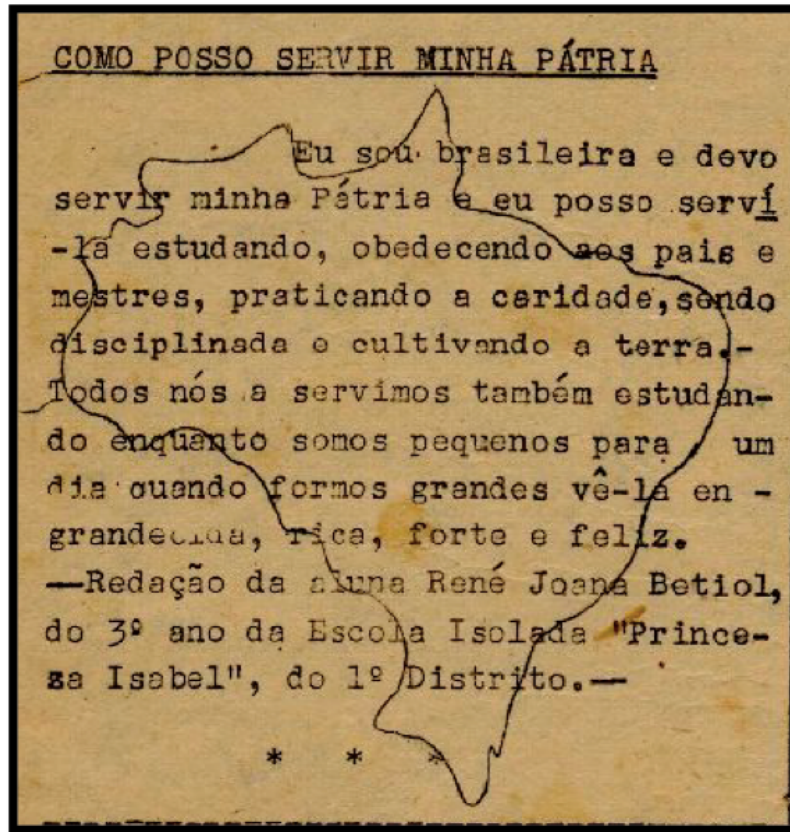 COMO POSSO SERVIR MINHA PÁTRIA
Eu sou brasileira e devo
servir minha Pátria e eu posso serví
-la estudando, obedecendo aos pais e
mestres, praticando a caridade,sendo
disciplinada e cultivando a terra.-
Todos nós a servimos também estudan-
do enquanto somos pequenos para , um
dia quando formos grandes vê-la en -
grandecida, rica, forte e feliz.
—Redação da aluna René Joana Betiol,
do 3º ano da Escola Isolada "Prince-
za Isabel", do 1º Distrito.—
* * *